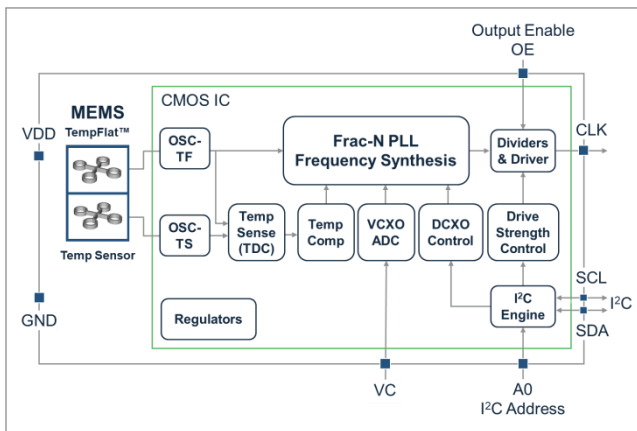 Output Enable
OE
CMOS IC
MEMS
TempFlat™
VDD
CLK
OSC-
TF
Frac-N PLL
Frequency Synthesis
Dividers
& Driver
OSC-
TS
Temp
Sense
(TDC)
Temp
Comp
VCXO
ADC
DCXO
Control
Drive
Strength
Control
Temp Sensor
SCL
I²C
SDA
I²C
Engine
GND
Regulators
VC
A0
I²C Address